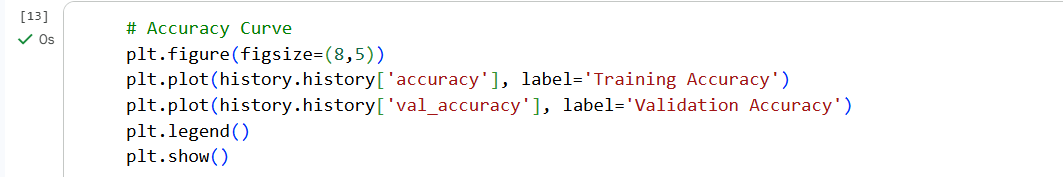 [13]
# Accuracy Curve
0s
plt.figure(figsize=(8,5))
plt.plot(history.history['accuracy'], label='Training Accuracy')
plt.plot(history.history['val_accuracy'], label='Validation Accuracy')
plt.legend()
plt.show()